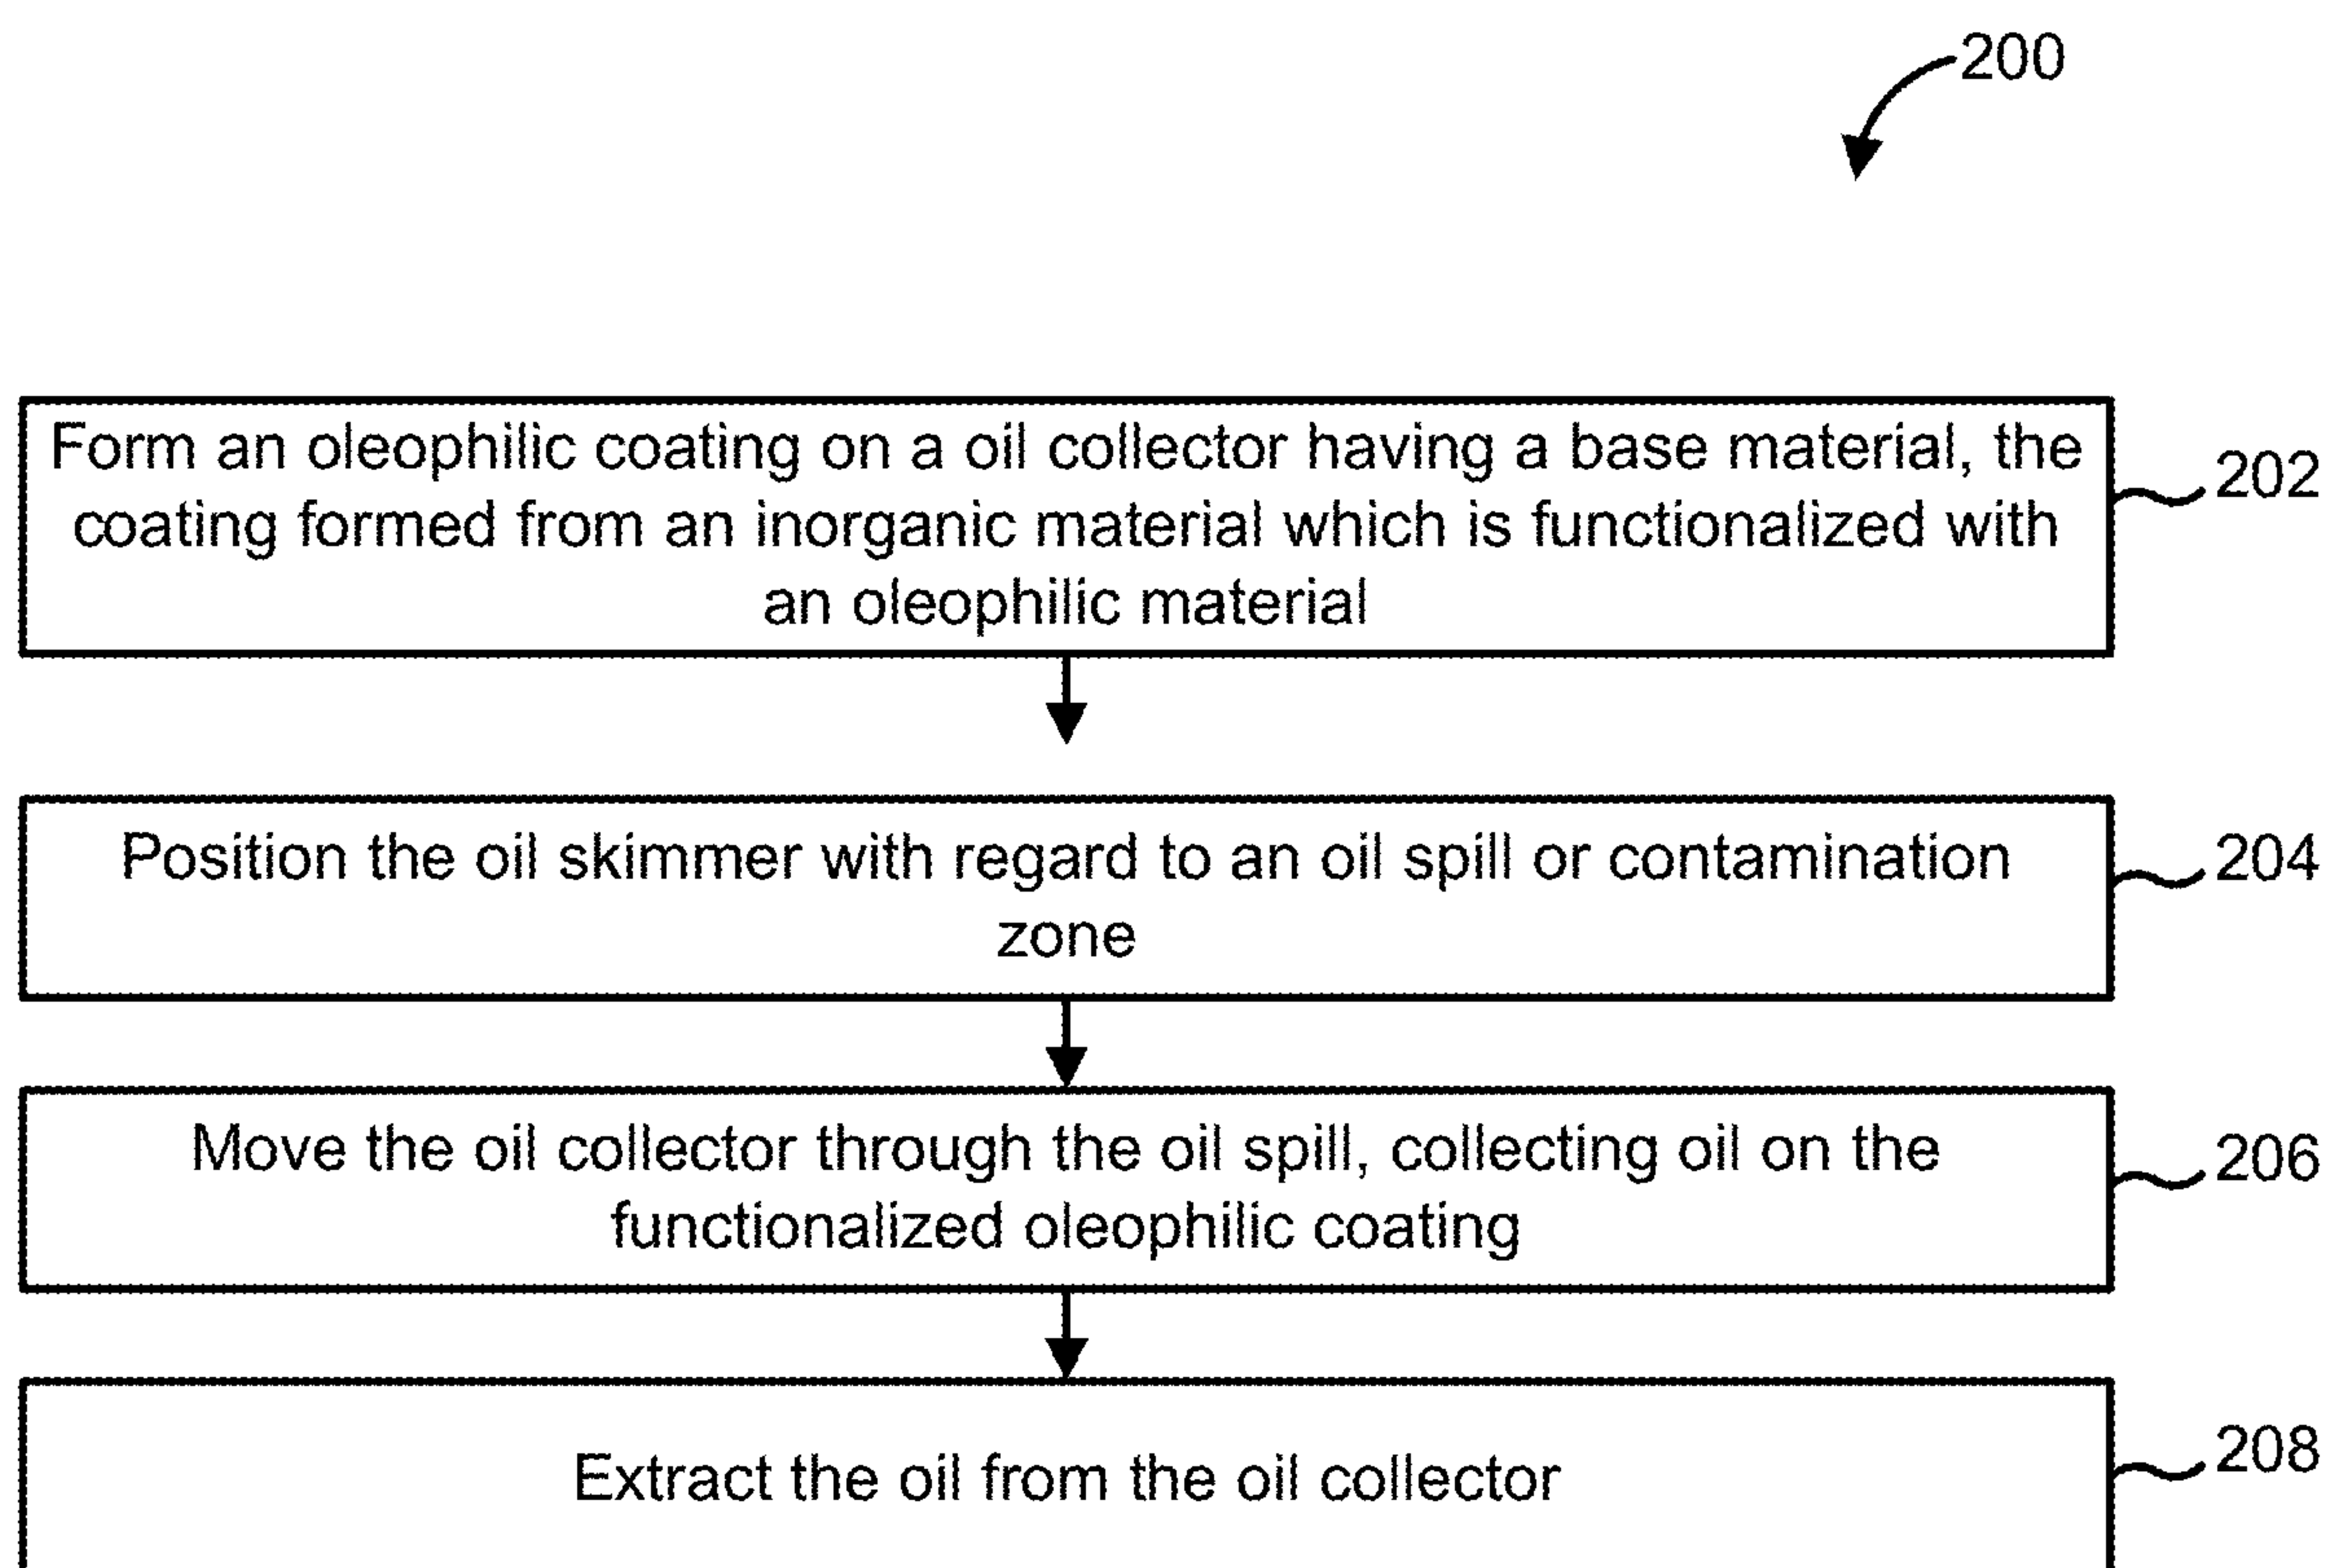 200
Form an oleophilic coating on a oil collector having a base material, the
coating formed from an inorganic material which is functionalized with
an oleophilic material
202
Position the oil skimmer with regard to an oil spill or contamination
zone
204
Move the oil collector through the oil spill, collecting oil on the
functionalized oleophilic coating
206
Extract the oil from the oil collector
208